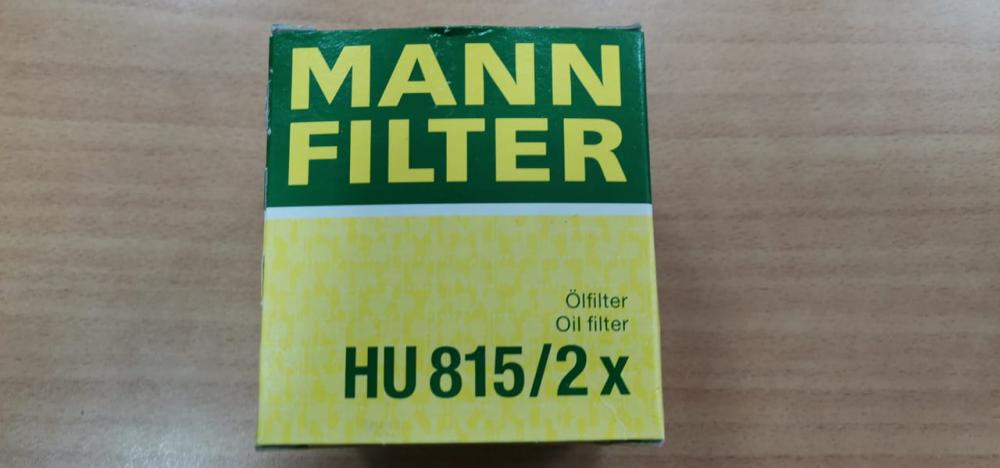 MANN
FILTER
Ölfilter
Oil filter
HU 815/2 x